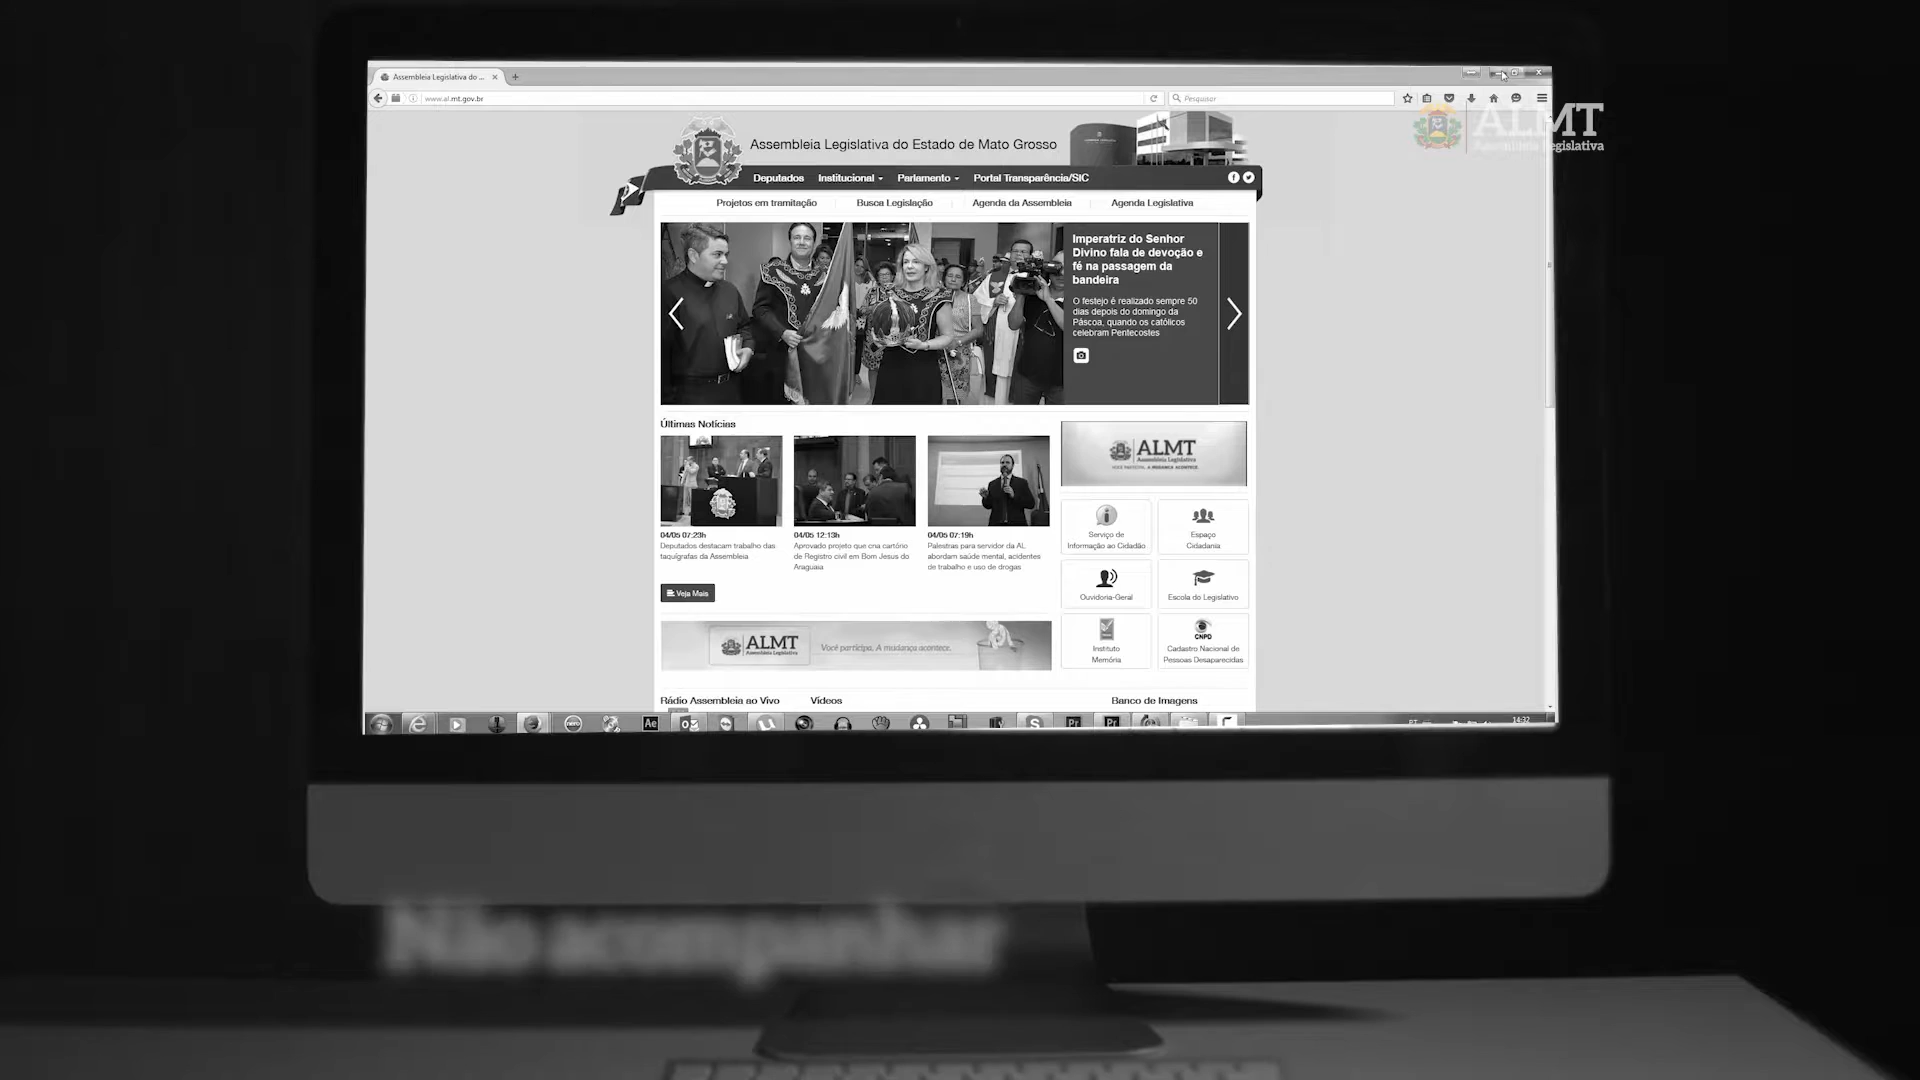 Assembleia Legislativa do ...
www.al.mt.gov.br
Pesquisar
ALMT
Assembleia Legislativa
Assembleia Legislativa do Estado de Mato Grosso
Deputados
Institucional
Parlamento
Portal Transparência/SIC
Projetos em tramitação
Busca Legislação
Agenda da Assembleia
Agenda Legislativa
Imperatriz do Senhor
Divino fala de devoção e
fé na passagem da
bandeira
O festejo é realizado sempre 50
dias depois do domingo da
Páscoa, quando os católicos
celebram Pentecostes
Últimas Notícias
04/05 07:23h
Deputados destacam trabalho das
taquígrafas da Assembleia
04/05 12:13h
Aprovado projeto que cria cartório
de Registro civil em Bom Jesus do
Araguaia
04/05 07:19h
Palestras para servidor da AL
abordam saúde mental, acidentes
de trabalho e uso de drogas
Veja Mais
ALMT
Assembleia Legislativa
VOCÊ PARTICIPA. A MUDANÇA ACONTECE.
Serviço de
Informação ao Cidadão
Espaço
Cidadania
Ouvidoria-Geral
Escola do Legislativo
Instituto
Memória
CNPD
Cadastro Nacional de
Pessoas Desaparecidas
ALMT
Assembleia Legislativa
Você participa. A mudança acontece.
Rádio Assembleia ao Vivo
Vídeos
Banco de Imagens
Ae
S
Pr
Pr
PT
14:32
Não acompanhar